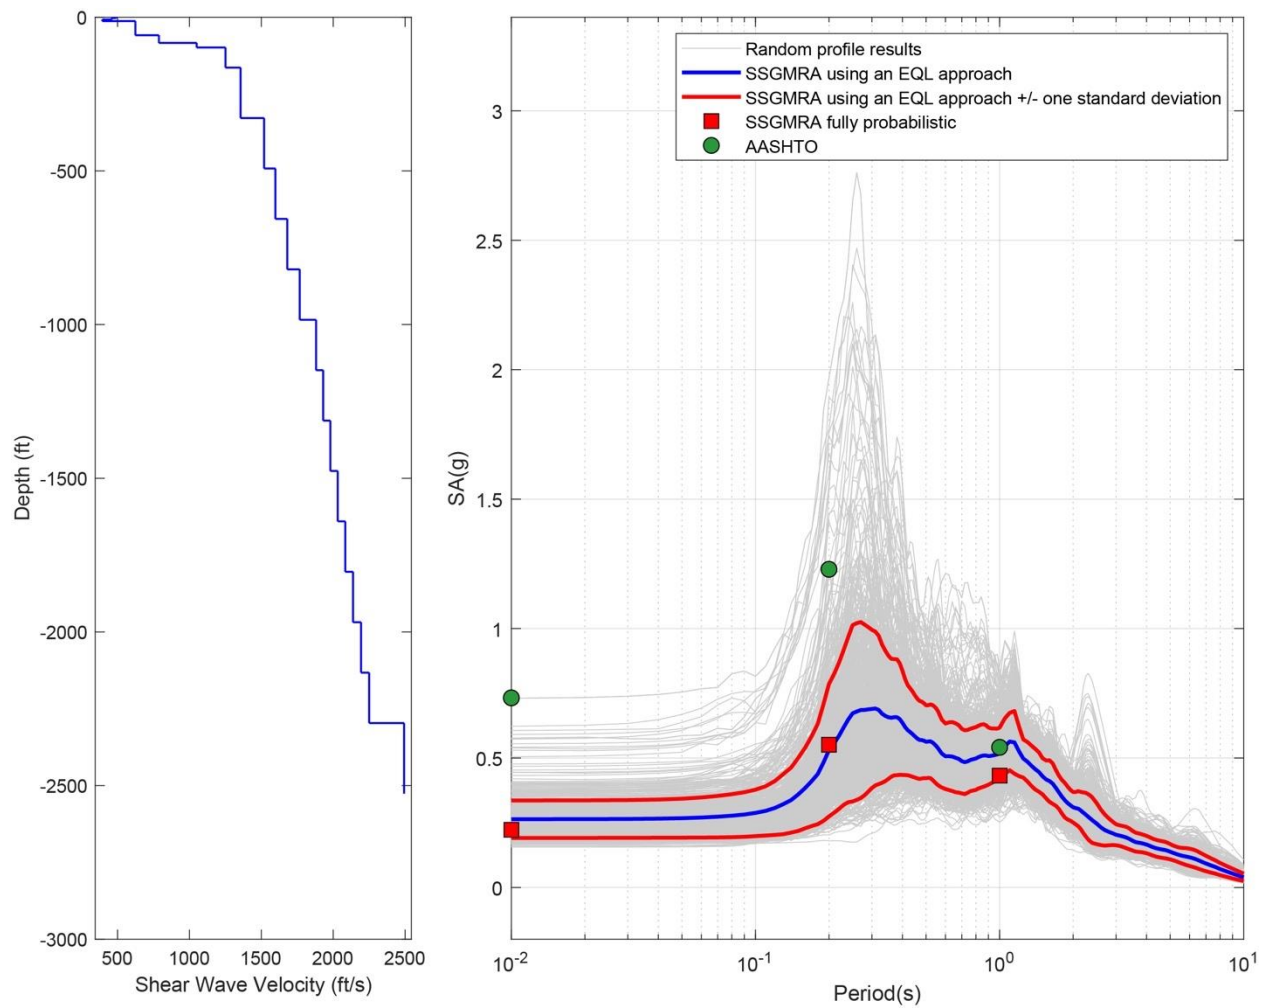 0
-500
-1000
-1500
-2000
-2500
-3000
Depth (ft)
500 1000 1500 2000 2500
Shear Wave Velocity (ft/s)
Random profile results
SSGMRA using an EQL approach
SSGMRA using an EQL approach +/- one standard deviation
SSGMRA fully probabilistic
AASHTO
3
2.5
2
1.5
1
0.5
0
SA(g)
10^-2 10^-1 10^0 10^1
Period(s)